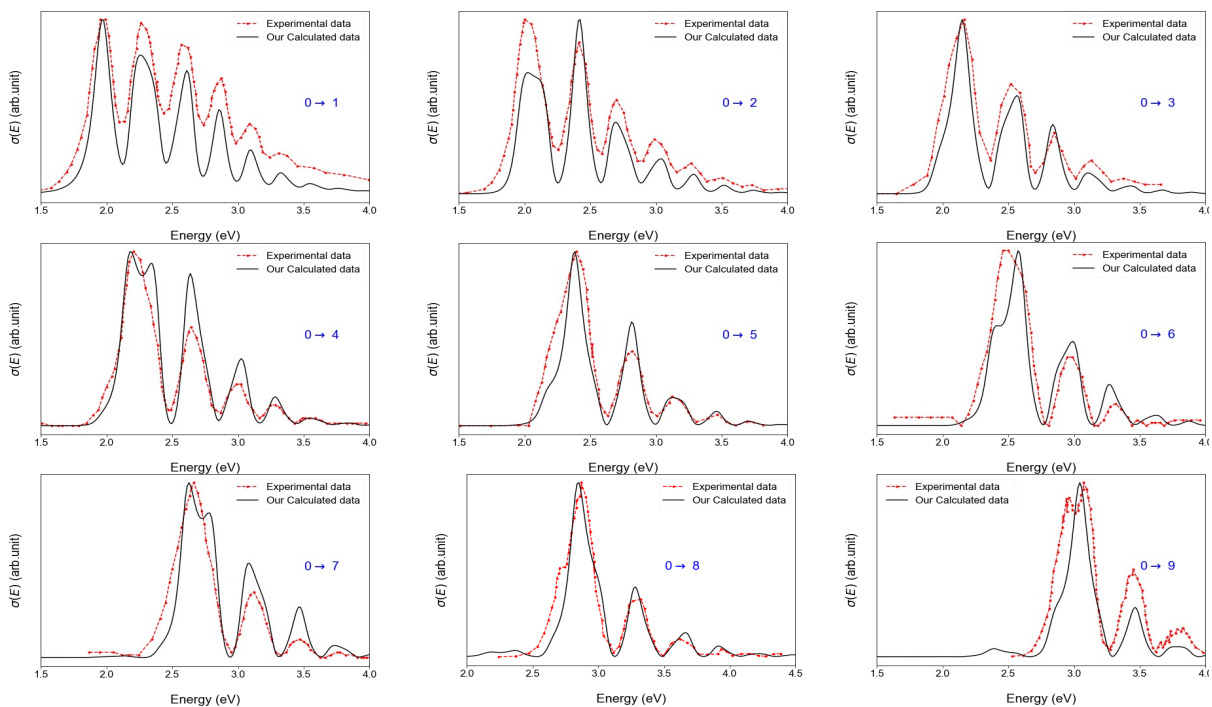 σ(E) (arb.unit)
Experimental data
Our Calculated data
0 → 1
1.5 2.0 2.5 3.0 3.5 4.0
Energy (eV)
σ(E) (arb.unit)
Experimental data
Our Calculated data
0 → 2
1.5 2.0 2.5 3.0 3.5 4.0
Energy (eV)
σ(E) (arb.unit)
Experimental data
Our Calculated data
0 → 3
1.5 2.0 2.5 3.0 3.5 4.0
Energy (eV)
σ(E) (arb.unit)
Experimental data
Our Calculated data
0 → 4
1.5 2.0 2.5 3.0 3.5 4.0
Energy (eV)
σ(E) (arb.unit)
Experimental data
Our Calculated data
0 → 5
1.5 2.0 2.5 3.0 3.5 4.0
Energy (eV)
σ(E) (arb.unit)
Experimental data
Our Calculated data
0 → 6
1.5 2.0 2.5 3.0 3.5 4.0
Energy (eV)
σ(E) (arb.unit)
Experimental data
Our Calculated data
0 → 7
1.5 2.0 2.5 3.0 3.5 4.0
Energy (eV)
σ(E) (arb.unit)
Experimental data
Our Calculated data
0 → 8
2.0 2.5 3.0 3.5 4.0 4.5
Energy (eV)
σ(E) (arb.unit)
Experimental data
Our Calculated data
0 → 9
1.5 2.0 2.5 3.0 3.5 4.0
Energy (eV)